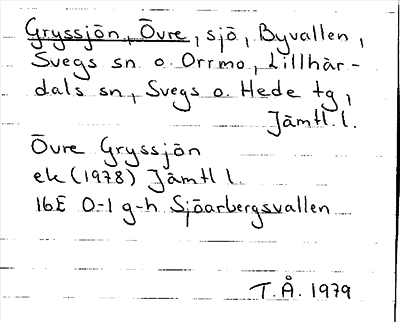 Gryssjön, Övre, sjö, Byvallen,
Svegs sn o. Orrmo, Lillhär-
dals sn, Svegs o. Hede tg,
Jämtl. l.
Övre Gryssjön
ek (1978) Jämtl l
16E 0-1 g-h Sjöarbergsvallen
T.Å. 1979